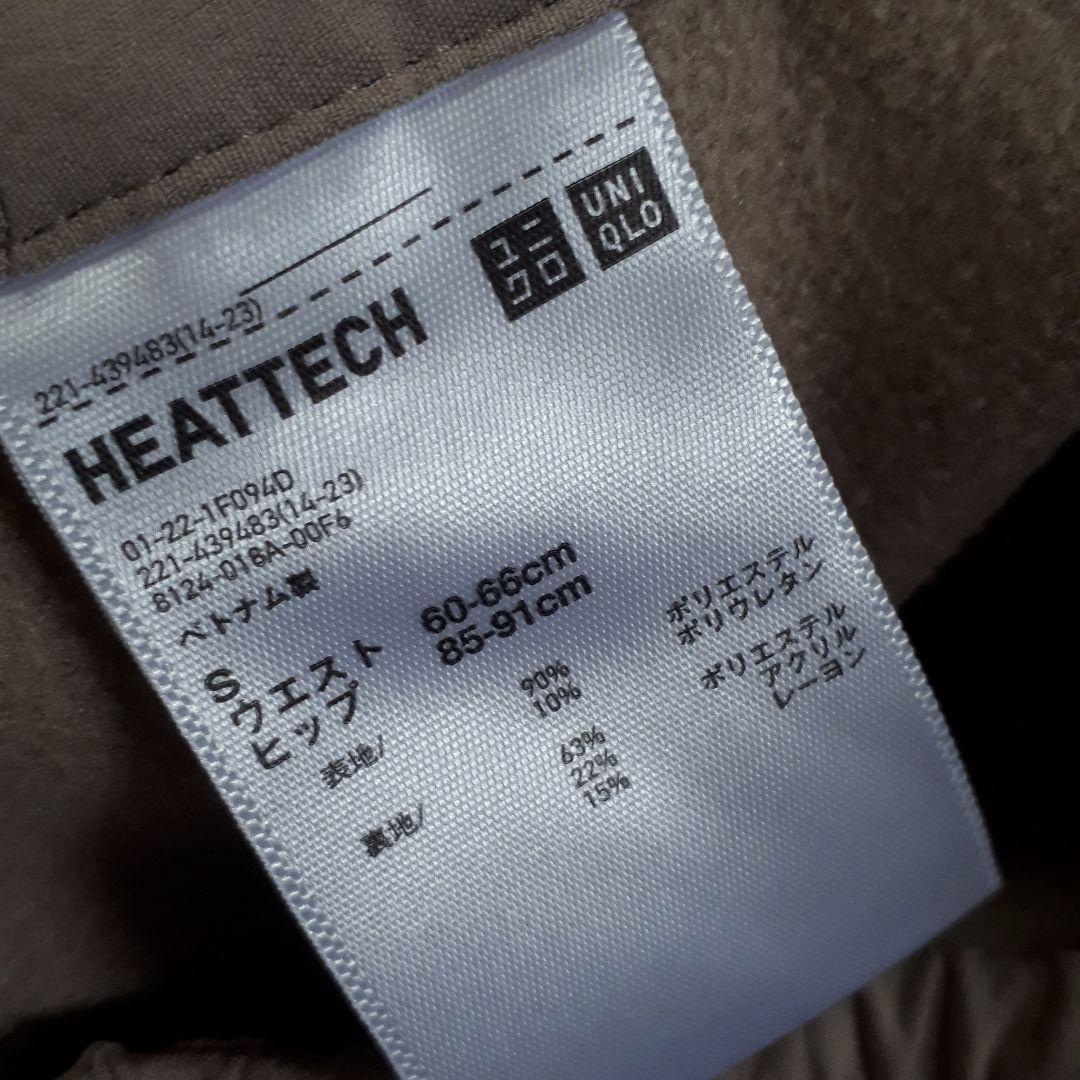 ユニ
クロ
UNI
QLO
221-439483(14-23)
HEATTECH
01-22-1F094D
221-439483(14-23)
8124-018A-00F6
ベトナム製
S
ウエスト 60-66cm
ヒップ 85-91cm
表地/ 90% ポリエステル
10% ポリウレタン
裏地/ 63% ポリエステル
22% アクリル
15% レーヨン